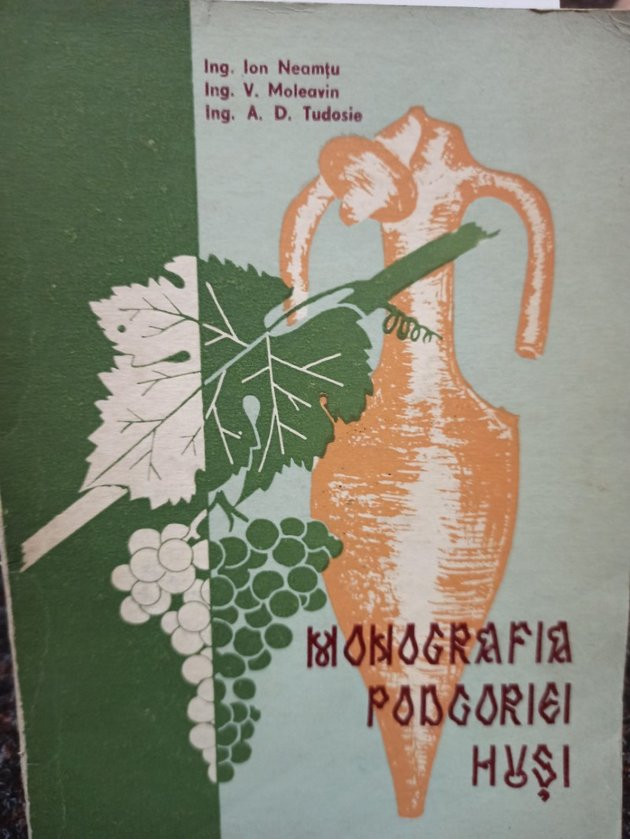 Ing. Ion Neamțu
Ing. V. Moleavin
Ing. A. D. Tudosie
MONOGRAFIA
PODGORIEI
HUȘI